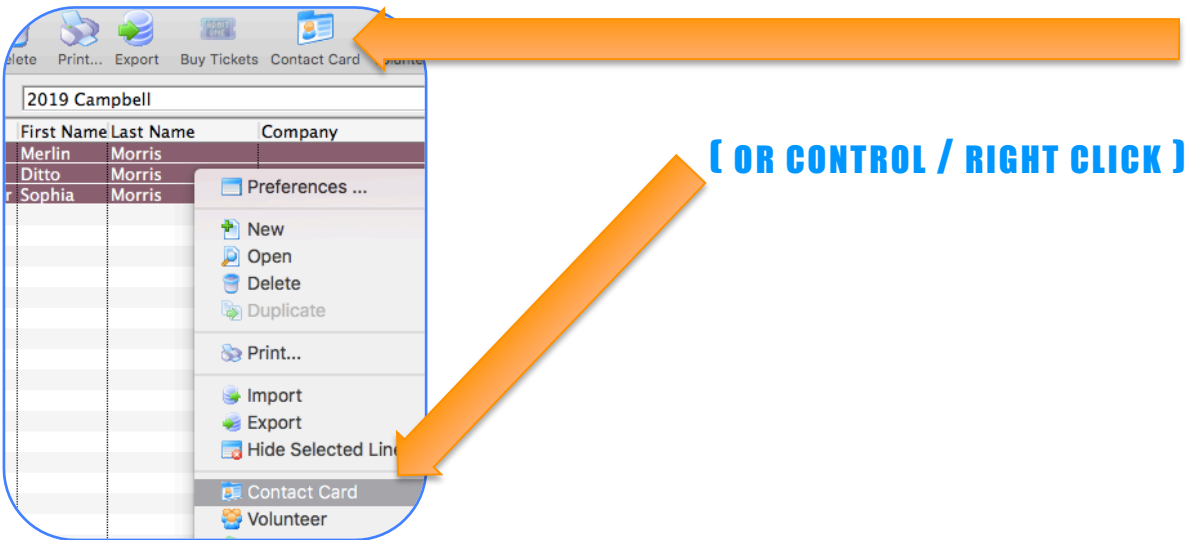 elete Print... Export Buy Tickets Contact Card
2019 Campbell
First Name Last Name Company
Merlin Morris
Ditto Morris
r Sophia Morris
( OR CONTROL / RIGHT CLICK )
Preferences ...
New
Open
Delete
Duplicate
Print...
Import
Export
Hide Selected Line
Contact Card
Volunteer